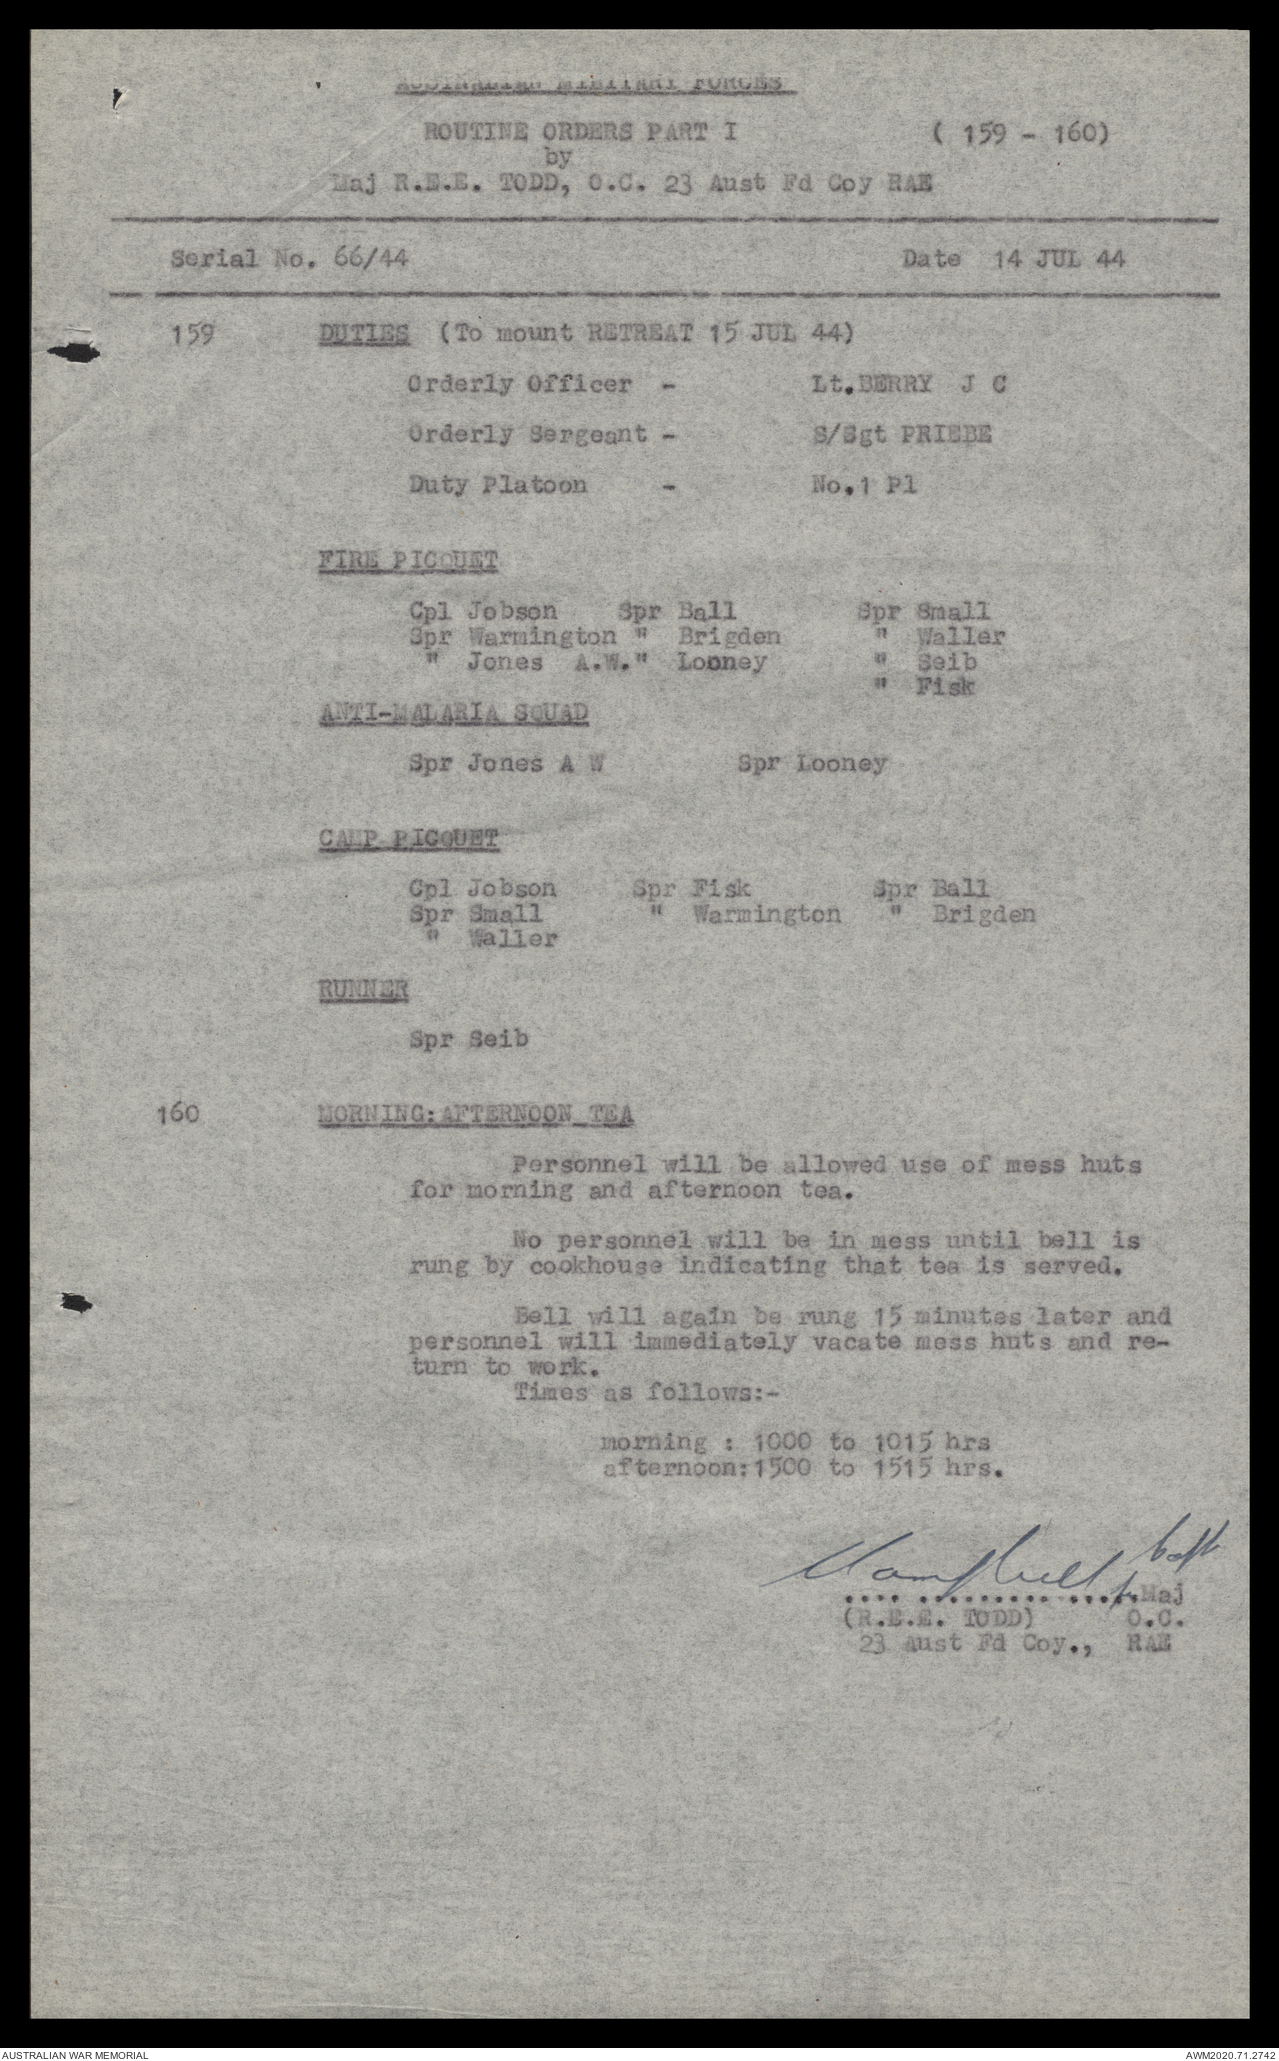 AUSTRALIAN MILITARY FORCES
ROUTINE ORDERS PART I ( 159 - 160)
by
Maj R.E.E. TODD, O.C. 23 Aust Fd Coy RAE
Serial No. 66/44 Date 14 JUL 44
159 DUTIES (To mount RETREAT 15 JUL 44)
Orderly Officer - Lt.BERRY J C
Orderly Sergeant - S/Sgt PRIEBE
Duty Platoon - No.1 Pl
FIRE PICQUET
Cpl Jobson Spr Ball Spr Small
Spr Warmington " Brigden " Waller
" Jones A.W." Looney " Seib
" Fisk
ANTI-MALARIA SQUAD
Spr Jones A W Spr Looney
CAMP PICQUET
Cpl Jobson Spr Fisk Spr Ball
Spr Small " Warmington " Brigden
" Waller
RUNNER
Spr Seib
160 MORNING:AFTERNOON TEA
Personnel will be allowed use of mess huts
for morning and afternoon tea.
No personnel will be in mess until bell is
rung by cookhouse indicating that tea is served.
Bell will again be rung 15 minutes later and
personnel will immediately vacate mess huts and re-
turn to work.
Times as follows:-
morning : 1000 to 1015 hrs
afternoon:1500 to 1515 hrs.
Campbell Capt
.... ......... .....Maj
(R.E.E. TODD) O.C.
23 Aust Fd Coy., RAE
AUSTRALIAN WAR MEMORIAL AWM2020.71.2742